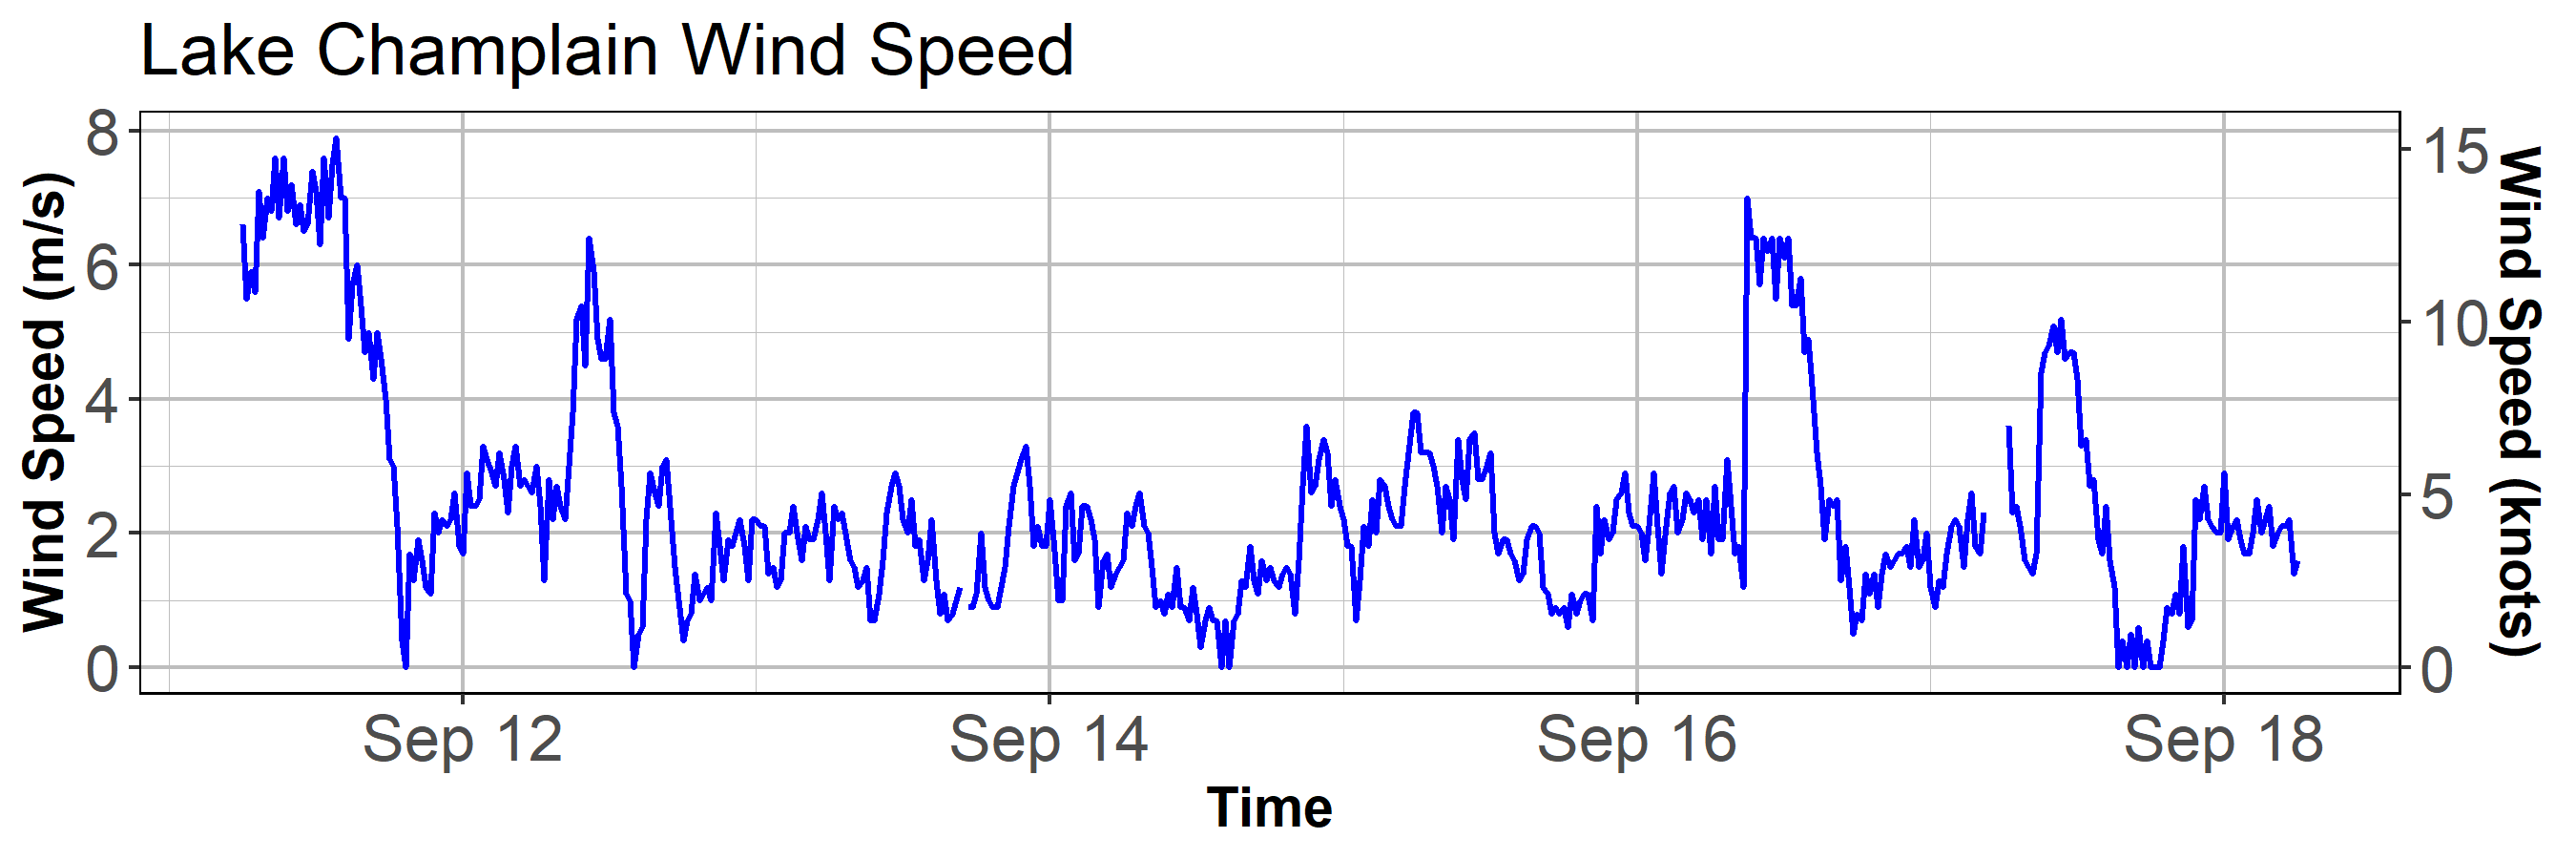 Lake Champlain Wind Speed
Wind Speed (m/s)
8
6
4
2
0
15
10
5
0
Wind Speed (knots)
Sep 12 Sep 14 Sep 16 Sep 18
Time